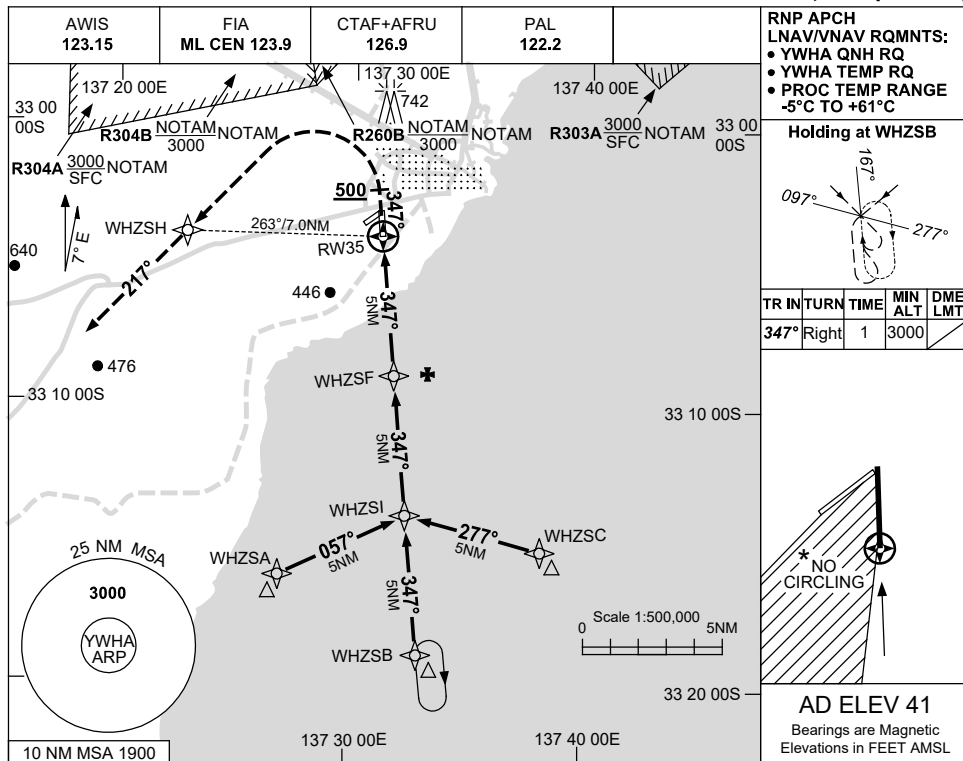 AWIS
123.15
FIA
ML CEN 123.9
CTAF+AFRU
126.9
PAL
122.2
RNP APCH
LNAV/VNAV RQMNTS:
• YWHA QNH RQ
• YWHA TEMP RQ
• PROC TEMP RANGE
-5°C TO +61°C
137 20 00E
137 30 00E
137 40 00E
33 00
00S
33 00
00S
742
R304B NOTAM NOTAM
3000
R260B NOTAM NOTAM
3000
R303A 3000 NOTAM
SFC
R304A 3000 NOTAM
SFC
Holding at WHZSB
167°
097°
277°
500
347°
WHZSH
263°/7.0NM
RW35
7° E
640
217°
446
347°
5NM
TR IN TURN TIME MIN ALT DME LMT
347° Right 1 3000
476
WHZSF
33 10 00S
33 10 00S
347°
5NM
WHZSI
WHZSA
057°
5NM
277°
5NM
WHZSC
347°
5NM
25 NM MSA
3000
YWHA
ARP
* NO
CIRCLING
Scale 1:500,000
0 5NM
WHZSB
33 20 00S
137 30 00E
137 40 00E
10 NM MSA 1900
AD ELEV 41
Bearings are Magnetic
Elevations in FEET AMSL